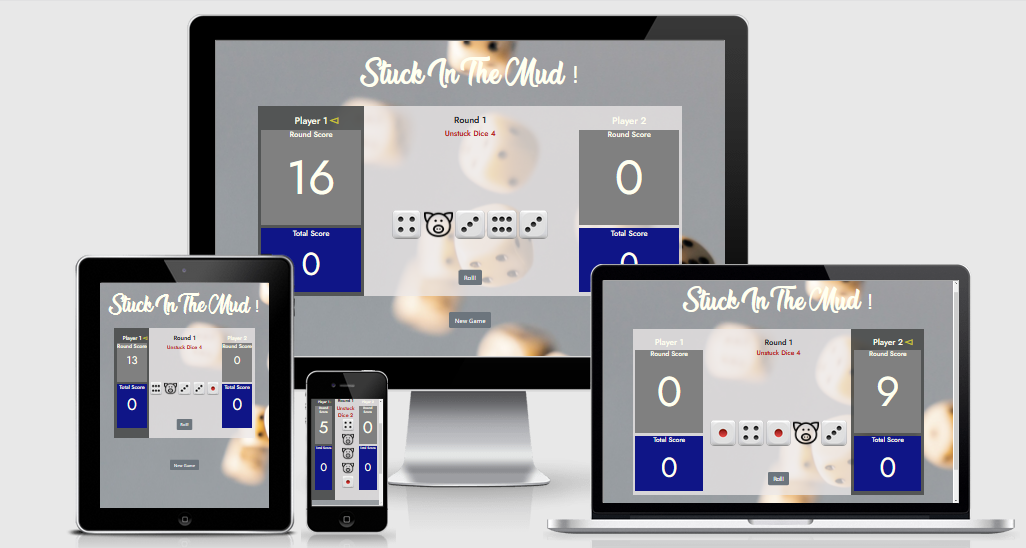 Stuck In The Mud !
Player 1
Round Score
16
Total Score
0
Round 1
Unstuck Dice 4
Roll!
New Game
Player 2
Round Score
0
Total Score
0
Stuck In The Mud !
Player 1
Round Score
13
Total Score
0
Round 1
Unstuck Dice 4
Roll!
New Game
Player 2
Round Score
0
Total Score
0
Player 1
Round
Score
5
Total Score
0
Round 1
Unstuck
Dice 2
Round
Score
0
Total Score
0
Stuck In The Mud !
Player 1
Round Score
0
Total Score
0
Round 1
Unstuck Dice 4
Roll!
Player 2
Round Score
9
Total Score
0